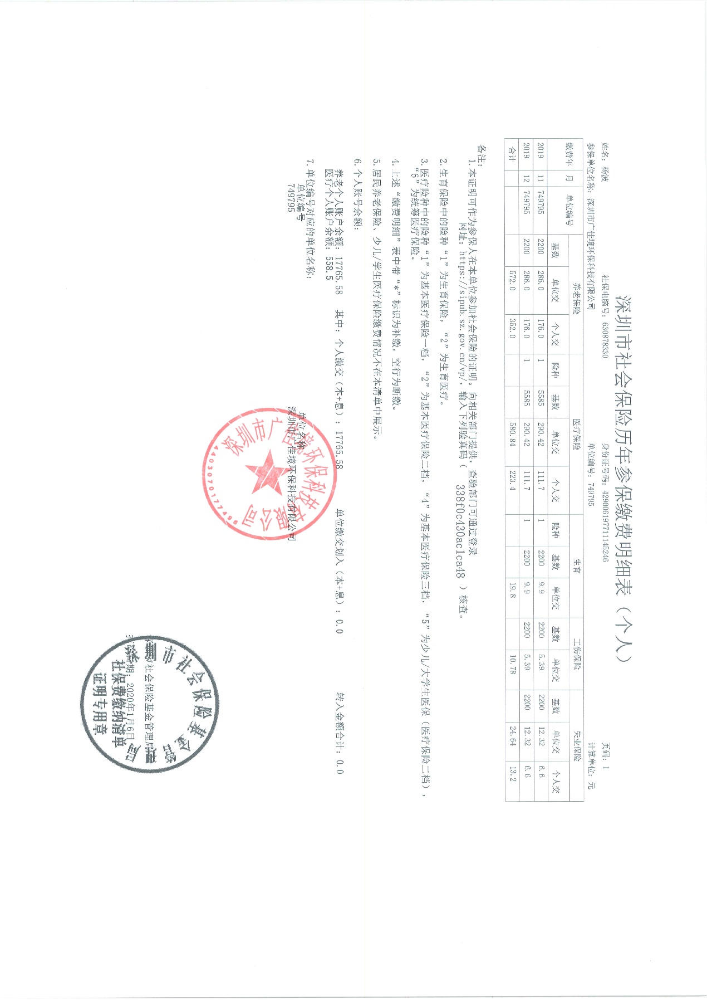 深圳市社会保险历年参保缴费明细表（个人）
姓名：杨波 社保电脑号：630878330 身份证号码：429006197711145246 页码：1
参保单位名称：深圳市广佳境环保科技有限公司 单位编号：749795 计算单位：元
缴费年 月 单位编号 养老保险 医疗保险 生育 工伤保险 失业保险
基数 单位交 个人交 险种 基数 单位交 个人交 险种 基数 单位交 基数 单位交 基数 单位交 个人交
2019 11 749795 2200 286.0 176.0 1 5585 290.42 111.7 1 2200 9.9 2200 5.39 2200 12.32 6.6
2019 12 749795 2200 286.0 176.0 1 5585 290.42 111.7 1 2200 9.9 2200 5.39 2200 12.32 6.6
合计 572.0 352.0 580.84 223.4 19.8 10.78 24.64 13.2
备注：
1. 本证明可作为参保人在本单位参加社会保险的证明。向相关部门提供，查验部门可通过登录
网址：https://sipub.sz.gov.cn/vp/，输入下列验真码（ 338f0c430ac1ca48 ）核查。
2. 生育保险中的险种“1”为生育保险，“2”为生育医疗。
3. 医疗险种中的险种“1”为基本医疗保险一档，“2”为基本医疗保险二档，“4”为基本医疗保险三档，“5”为少儿/大学生医保（医疗保险二档），
“6”为统筹医疗保险。
4. 上述“缴费明细”表中带“*”标识为补缴，空行为断缴。
5. 居民养老保险、少儿/学生医疗保险缴费情况不在本清单中展示。
6. 个人账号余额：
养老个人账户余额：17765.58 其中：个人缴交（本+息）：17765.58 单位缴交划入（本+息）：0.0 转入金额合计：0.0
医疗个人账户余额：558.5
7. 单位编号对应的单位名称：
单位编号 单位名称
749795 深圳市广佳境环保科技有限公司
深圳市广佳境环保科技有限公司
4403070177496
社会保险基金管理局
期：2020年1月6日
深圳市社会保险基金管理局
社保费缴纳清单
证明专用章